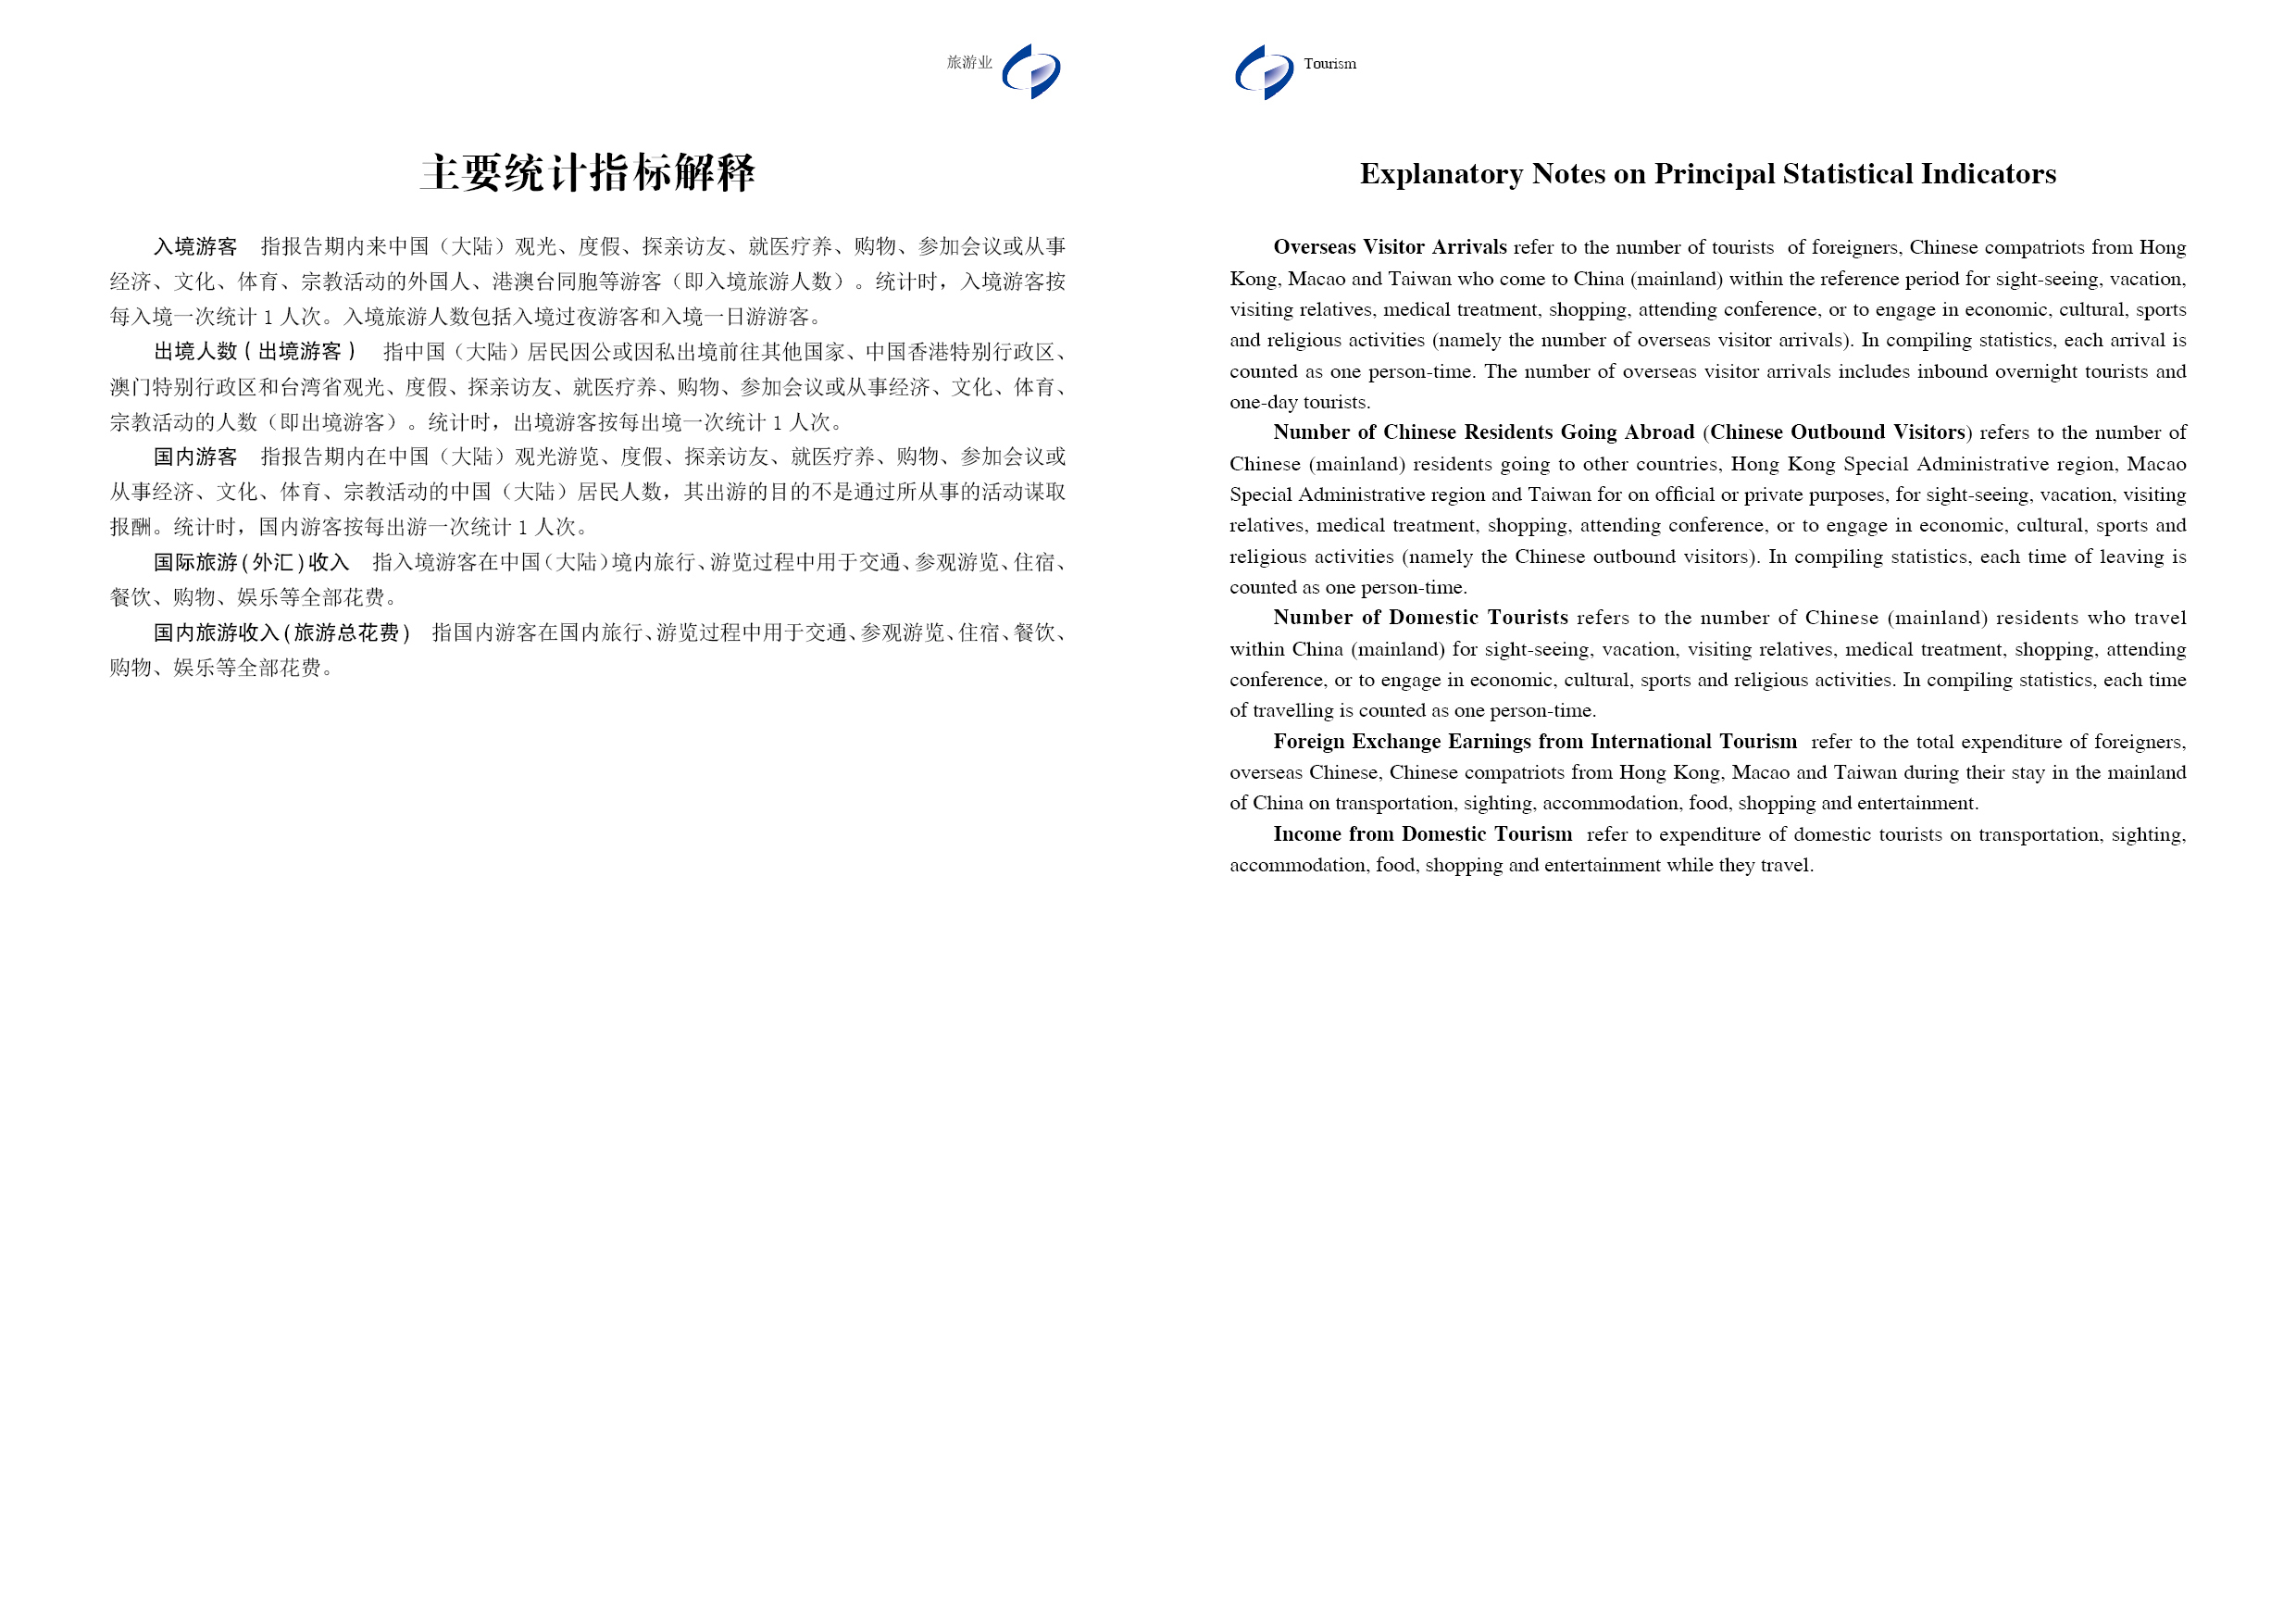 旅游业
主要统计指标解释
入境游客 指报告期内来中国（大陆）观光、度假、探亲访友、就医疗养、购物、参加会议或从事
经济、文化、体育、宗教活动的外国人、港澳台同胞等游客（即入境旅游人数）。统计时，入境游客按
每入境一次统计 1 人次。入境旅游人数包括入境过夜游客和入境一日游游客。
出境人数(出境游客) 指中国（大陆）居民因公或因私出境前往其他国家、中国香港特别行政区、
澳门特别行政区和台湾省观光、度假、探亲访友、就医疗养、购物、参加会议或从事经济、文化、体育、
宗教活动的人数（即出境游客）。统计时，出境游客按每出境一次统计 1 人次。
国内游客 指报告期内在中国（大陆）观光游览、度假、探亲访友、就医疗养、购物、参加会议或
从事经济、文化、体育、宗教活动的中国（大陆）居民人数，其出游的目的不是通过所从事的活动谋取
报酬。统计时，国内游客按每出游一次统计 1 人次。
国际旅游(外汇)收入 指入境游客在中国（大陆）境内旅行、游览过程中用于交通、参观游览、住宿、
餐饮、购物、娱乐等全部花费。
国内旅游收入(旅游总花费) 指国内游客在国内旅行、游览过程中用于交通、参观游览、住宿、餐饮、
购物、娱乐等全部花费。
Tourism
Explanatory Notes on Principal Statistical Indicators
Overseas Visitor Arrivals refer to the number of tourists of foreigners, Chinese compatriots from Hong
Kong, Macao and Taiwan who come to China (mainland) within the reference period for sight-seeing, vacation,
visiting relatives, medical treatment, shopping, attending conference, or to engage in economic, cultural, sports
and religious activities (namely the number of overseas visitor arrivals). In compiling statistics, each arrival is
counted as one person-time. The number of overseas visitor arrivals includes inbound overnight tourists and
one-day tourists.
Number of Chinese Residents Going Abroad (Chinese Outbound Visitors) refers to the number of
Chinese (mainland) residents going to other countries, Hong Kong Special Administrative region, Macao
Special Administrative region and Taiwan for on official or private purposes, for sight-seeing, vacation, visiting
relatives, medical treatment, shopping, attending conference, or to engage in economic, cultural, sports and
religious activities (namely the Chinese outbound visitors). In compiling statistics, each time of leaving is
counted as one person-time.
Number of Domestic Tourists refers to the number of Chinese (mainland) residents who travel
within China (mainland) for sight-seeing, vacation, visiting relatives, medical treatment, shopping, attending
conference, or to engage in economic, cultural, sports and religious activities. In compiling statistics, each time
of travelling is counted as one person-time.
Foreign Exchange Earnings from International Tourism refer to the total expenditure of foreigners,
overseas Chinese, Chinese compatriots from Hong Kong, Macao and Taiwan during their stay in the mainland
of China on transportation, sighting, accommodation, food, shopping and entertainment.
Income from Domestic Tourism refer to expenditure of domestic tourists on transportation, sighting,
accommodation, food, shopping and entertainment while they travel.